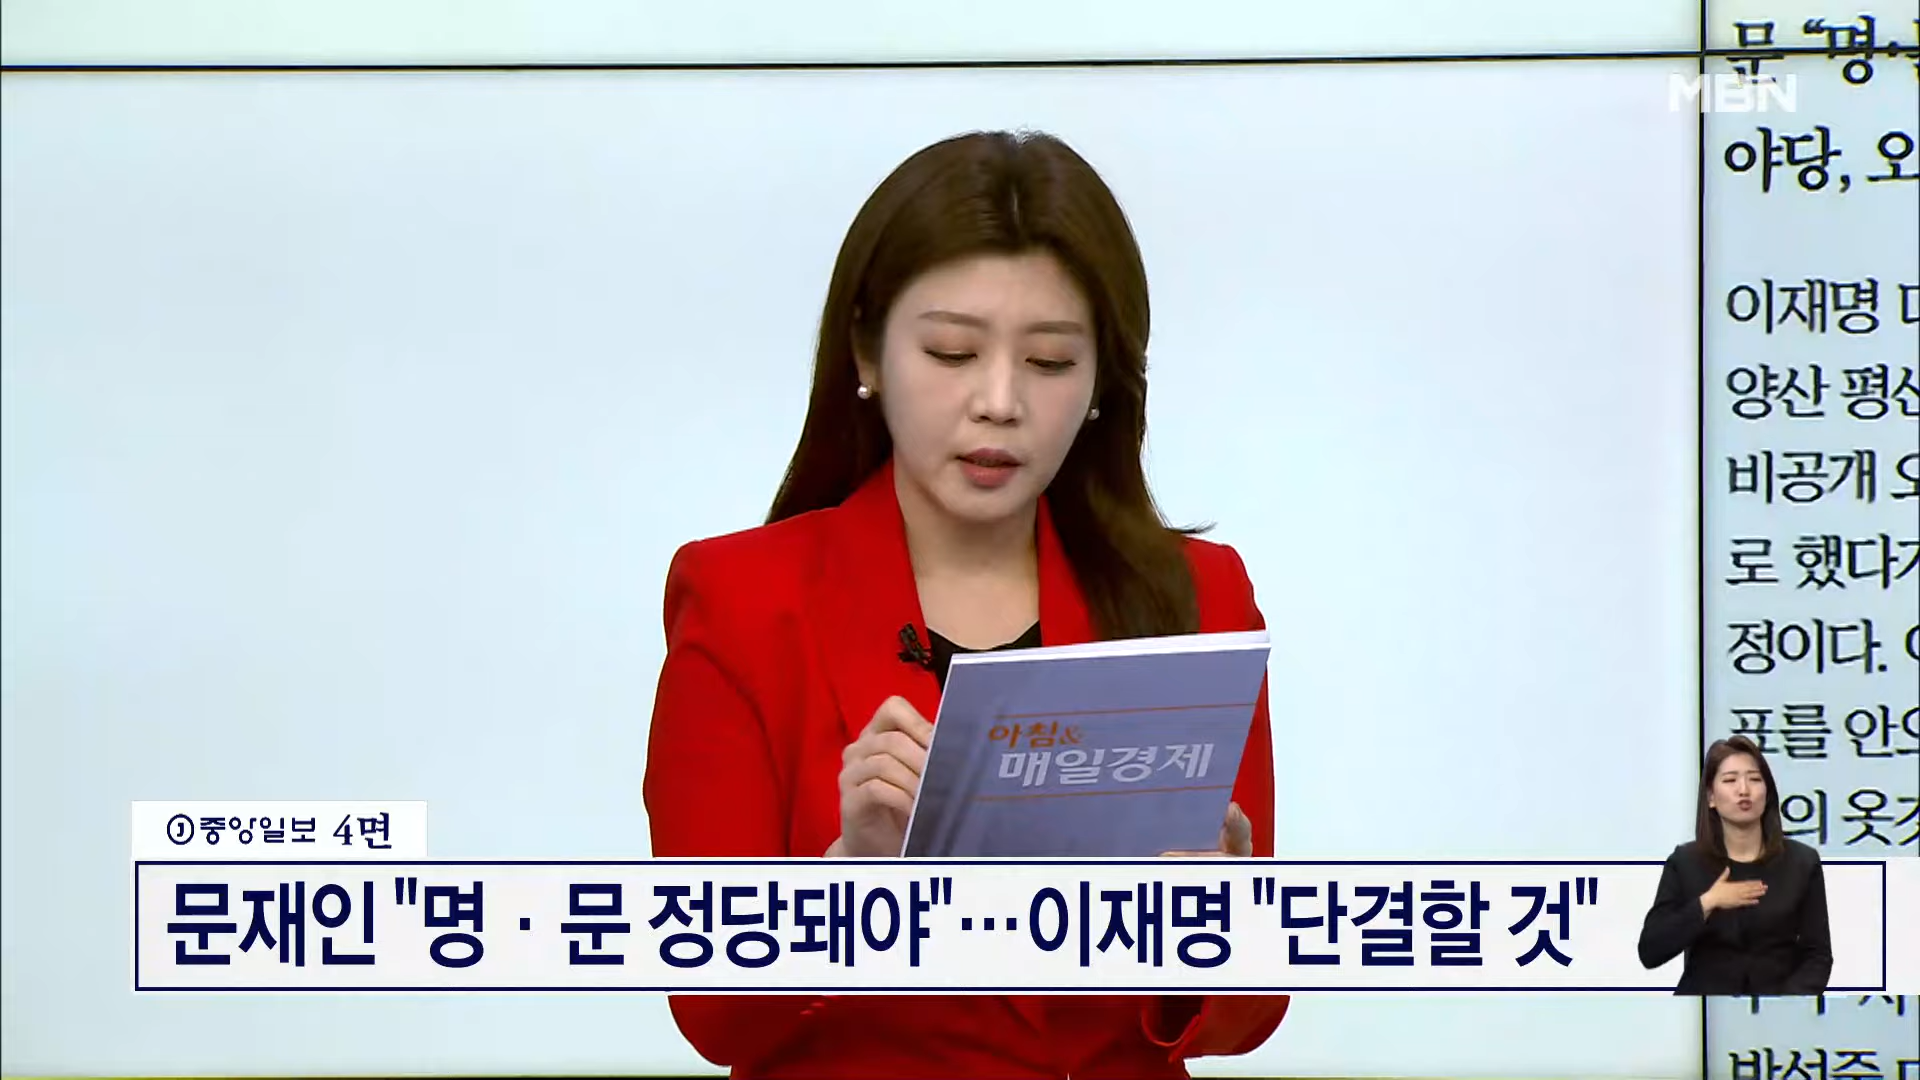 문 "명·
MBN
야당, 오
이재명
양산 평산
비공개 오
로 했다가
정이다.
표를 안
의 옷
아침&
매일경제
중앙일보 4면
문재인 "명 · 문 정당돼야"…이재명 "단결할 것"